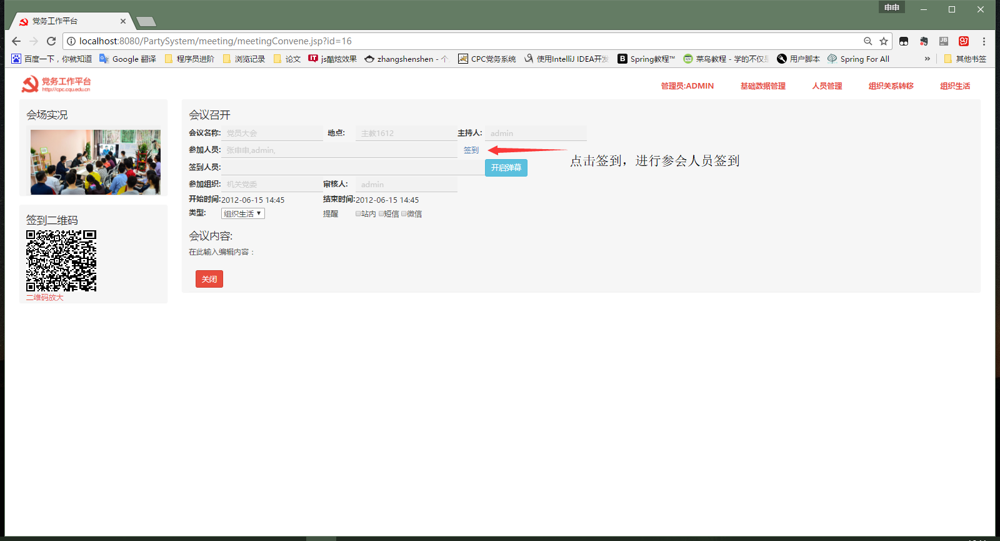 申申
党务工作平台
localhost:8080/PartySystem/meeting/meetingConvene.jsp?id=16
百度一下，你就知道 Google 翻译 程序员进阶 浏览记录 论文 js酷炫效果 zhangshenshen - 个 CPC党务系统 使用IntelliJ IDEA开发 Spring教程™ 菜鸟教程 - 学的不仅是 用户脚本 Spring For All » 其他书签
党务工作平台
http://cpc.cqu.edu.cn
管理员:ADMIN 基础数据管理 人员管理 组织关系转移 组织生活
会场实况
签到二维码
二维码放大
会议召开
会议名称: 党员大会 地点: 主教1612 主持人: admin
参加人员: 张申申,admin, 签到
点击签到，进行参会人员签到
签到人员: 开启弹幕
参加组织: 机关党委 审核人: admin
开始时间:2012-06-15 14:45 结束时间:2012-06-15 14:45
类型: 组织生活 提醒 站内 短信 微信
会议内容:
在此输入编辑内容：
关闭